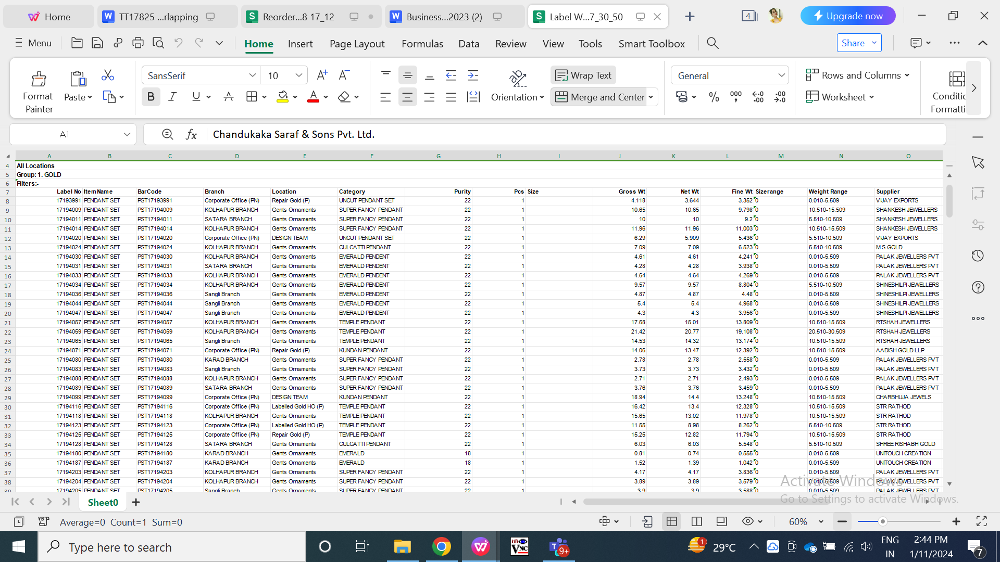 Home TT17825 ...rlapping Reorder...8 17_12 Business...2023 (2) Label W...7_30_50 4 Upgrade now
Menu Home Insert Page Layout Formulas Data Review View Tools Smart Toolbox Share
SansSerif 10 A+ A- Wrap Text General Rows and Columns
Format Painter Paste B I U A A Orientation Merge and Center % Worksheet Conditic Formatti
A1 fx Chandukaka Saraf & Sons Pvt. Ltd.
A B C D E F G H I J K L M N O
4 All Locations
5 Group: 1. GOLD
6 Filters:-
7 Label No ItemName BarCode Branch Location Category Purity Pcs Size Gross Wt Net Wt Fine Wt Sizerange Weight Range Supplier
8 17193991 PENDANT SET PST17193991 Corporate Office (PN) Repair Gold (P) UNCUT PENDANT SET 22 1 4.118 3.644 3.352 0 0.010-5.509 VIJAY EXPORTS
9 17194009 PENDANT SET PST17194009 KOLHAPUR BRANCH Gents Ornaments SUPER FANCY PENDANT 22 1 10.65 10.65 9.798 0 10.510-15.509 SHANKESH JEWELLERS
10 17194011 PENDANT SET PST17194011 SATARA BRANCH Gents Ornaments SUPER FANCY PENDANT 22 1 10 10 9.2 0 5.510-10.509 SHANKESH JEWELLERS
11 17194014 PENDANT SET PST17194014 KOLHAPUR BRANCH Gents Ornaments SUPER FANCY PENDANT 22 1 11.96 11.96 11.003 0 10.510-15.509 SHANKESH JEWELLERS
12 17194020 PENDANT SET PST17194020 Corporate Office (PN) DESIGN TEAM UNCUT PENDANT SET 22 1 6.29 5.909 5.436 0 5.510-10.509 VIJAY EXPORTS
13 17194024 PENDANT SET PST17194024 KOLHAPUR BRANCH Gents Ornaments CULCATTI PENDANT 22 1 7.09 7.09 6.523 0 5.510-10.509 M S GOLD
14 17194030 PENDANT SET PST17194030 KOLHAPUR BRANCH Gents Ornaments EMERALD PENDENT 22 1 4.61 4.61 4.241 0 0.010-5.509 PALAK JEWELLERS PVT
15 17194031 PENDANT SET PST17194031 SATARA BRANCH Gents Ornaments EMERALD PENDENT 22 1 4.28 4.28 3.938 0 0.010-5.509 PALAK JEWELLERS PVT
16 17194033 PENDANT SET PST17194033 KOLHAPUR BRANCH Gents Ornaments EMERALD PENDENT 22 1 4.64 4.64 4.269 0 0.010-5.509 PALAK JEWELLERS PVT
17 17194034 PENDANT SET PST17194034 KOLHAPUR BRANCH Gents Ornaments EMERALD PENDENT 22 1 9.57 9.57 8.804 0 5.510-10.509 SHINESHILPI JEWELLERS
18 17194036 PENDANT SET PST17194036 Sangli Branch Gents Ornaments EMERALD PENDENT 22 1 4.87 4.87 4.48 0 0.010-5.509 SHINESHILPI JEWELLERS
19 17194044 PENDANT SET PST17194044 Sangli Branch Gents Ornaments EMERALD PENDENT 22 1 5.4 5.4 4.968 0 0.010-5.509 SHINESHILPI JEWELLERS
20 17194047 PENDANT SET PST17194047 Sangli Branch Gents Ornaments EMERALD PENDENT 22 1 4.3 4.3 3.956 0 0.010-5.509 SHINESHILPI JEWELLERS
21 17194057 PENDANT SET PST17194057 KOLHAPUR BRANCH Gents Ornaments TEMPLE PENDANT 22 1 17.68 15.01 13.809 0 10.510-15.509 RTSHAH JEWELLERS
22 17194059 PENDANT SET PST17194059 KOLHAPUR BRANCH Gents Ornaments TEMPLE PENDANT 22 1 21.42 20.77 19.108 0 20.510-30.509 RTSHAH JEWELLERS
23 17194065 PENDANT SET PST17194065 Sangli Branch Gents Ornaments TEMPLE PENDANT 22 1 14.53 14.32 13.174 0 10.510-15.509 RTSHAH JEWELLERS
24 17194071 PENDANT SET PST17194071 Corporate Office (PN) Repair Gold (P) KUNDAN PENDANT 22 1 14.06 13.47 12.392 0 10.510-15.509 AADISH GOLD LLP
25 17194080 PENDANT SET PST17194080 KARAD BRANCH Gents Ornaments SUPER FANCY PENDANT 22 1 2.78 2.78 2.558 0 0.010-5.509 PALAK JEWELLERS PVT
26 17194083 PENDANT SET PST17194083 Sangli Branch Gents Ornaments SUPER FANCY PENDANT 22 1 3.73 3.73 3.432 0 0.010-5.509 PALAK JEWELLERS PVT
27 17194088 PENDANT SET PST17194088 KOLHAPUR BRANCH Gents Ornaments SUPER FANCY PENDANT 22 1 2.71 2.71 2.493 0 0.010-5.509 PALAK JEWELLERS PVT
28 17194089 PENDANT SET PST17194089 SATARA BRANCH Gents Ornaments SUPER FANCY PENDANT 22 1 3.76 3.76 3.459 0 0.010-5.509 PALAK JEWELLERS PVT
29 17194099 PENDANT SET PST17194099 Corporate Office (PN) DESIGN TEAM KUNDAN PENDANT 22 1 18.94 14.4 13.248 0 10.510-15.509 CHARBHUJA JEWELS
30 17194116 PENDANT SET PST17194116 Corporate Office (PN) Labelled Gold HO (P) TEMPLE PENDANT 22 1 16.42 13.4 12.328 0 10.510-15.509 STR RATHOD
31 17194118 PENDANT SET PST17194118 KOLHAPUR BRANCH Gents Ornaments TEMPLE PENDANT 22 1 15.65 13.02 11.978 0 10.510-15.509 STR RATHOD
32 17194123 PENDANT SET PST17194123 Corporate Office (PN) Labelled Gold HO (P) TEMPLE PENDANT 22 1 11.55 8.98 8.262 0 5.510-10.509 STR RATHOD
33 17194125 PENDANT SET PST17194125 Corporate Office (PN) Repair Gold (P) TEMPLE PENDANT 22 1 15.25 12.82 11.794 0 10.510-15.509 STR RATHOD
34 17194128 PENDANT SET PST17194128 SATARA BRANCH Gents Ornaments CULCATTI PENDANT 22 1 6.03 6.03 5.548 0 5.510-10.509 SHREE RISHABH GOLD
35 17194180 PENDANT SET PST17194180 KARAD BRANCH Gents Ornaments EMERALD 18 1 0.81 0.74 0.555 0 0.010-5.509 UNITOUCH CREATION
36 17194187 PENDANT SET PST17194187 KARAD BRANCH Gents Ornaments EMERALD 18 1 1.52 1.39 1.042 0 0.010-5.509 UNITOUCH CREATION
37 17194203 PENDANT SET PST17194203 KOLHAPUR BRANCH Gents Ornaments SUPER FANCY PENDANT 22 1 4.17 4.17 3.836 0 0.010-5.509 PALAK JEWELLERS PVT
38 17194204 PENDANT SET PST17194204 KOLHAPUR BRANCH Gents Ornaments SUPER FANCY PENDANT 22 1 3.89 3.89 3.579 0 0.010-5.509 PALAK JEWELLERS PVT
39 17194205 PENDANT SET PST17194205 Sangli Branch Gents Ornaments SUPER FANCY PENDANT 22 1 3.9 3.9 3.588 0 0.010-5.509 PALAK JEWELLERS PVT
Activate Windows
Go to Settings to activate Windows.
Sheet0
Average=0 Count=1 Sum=0 60%
Type here to search 9+ 1 29°C ENG IN 2:44 PM 1/11/2024 7